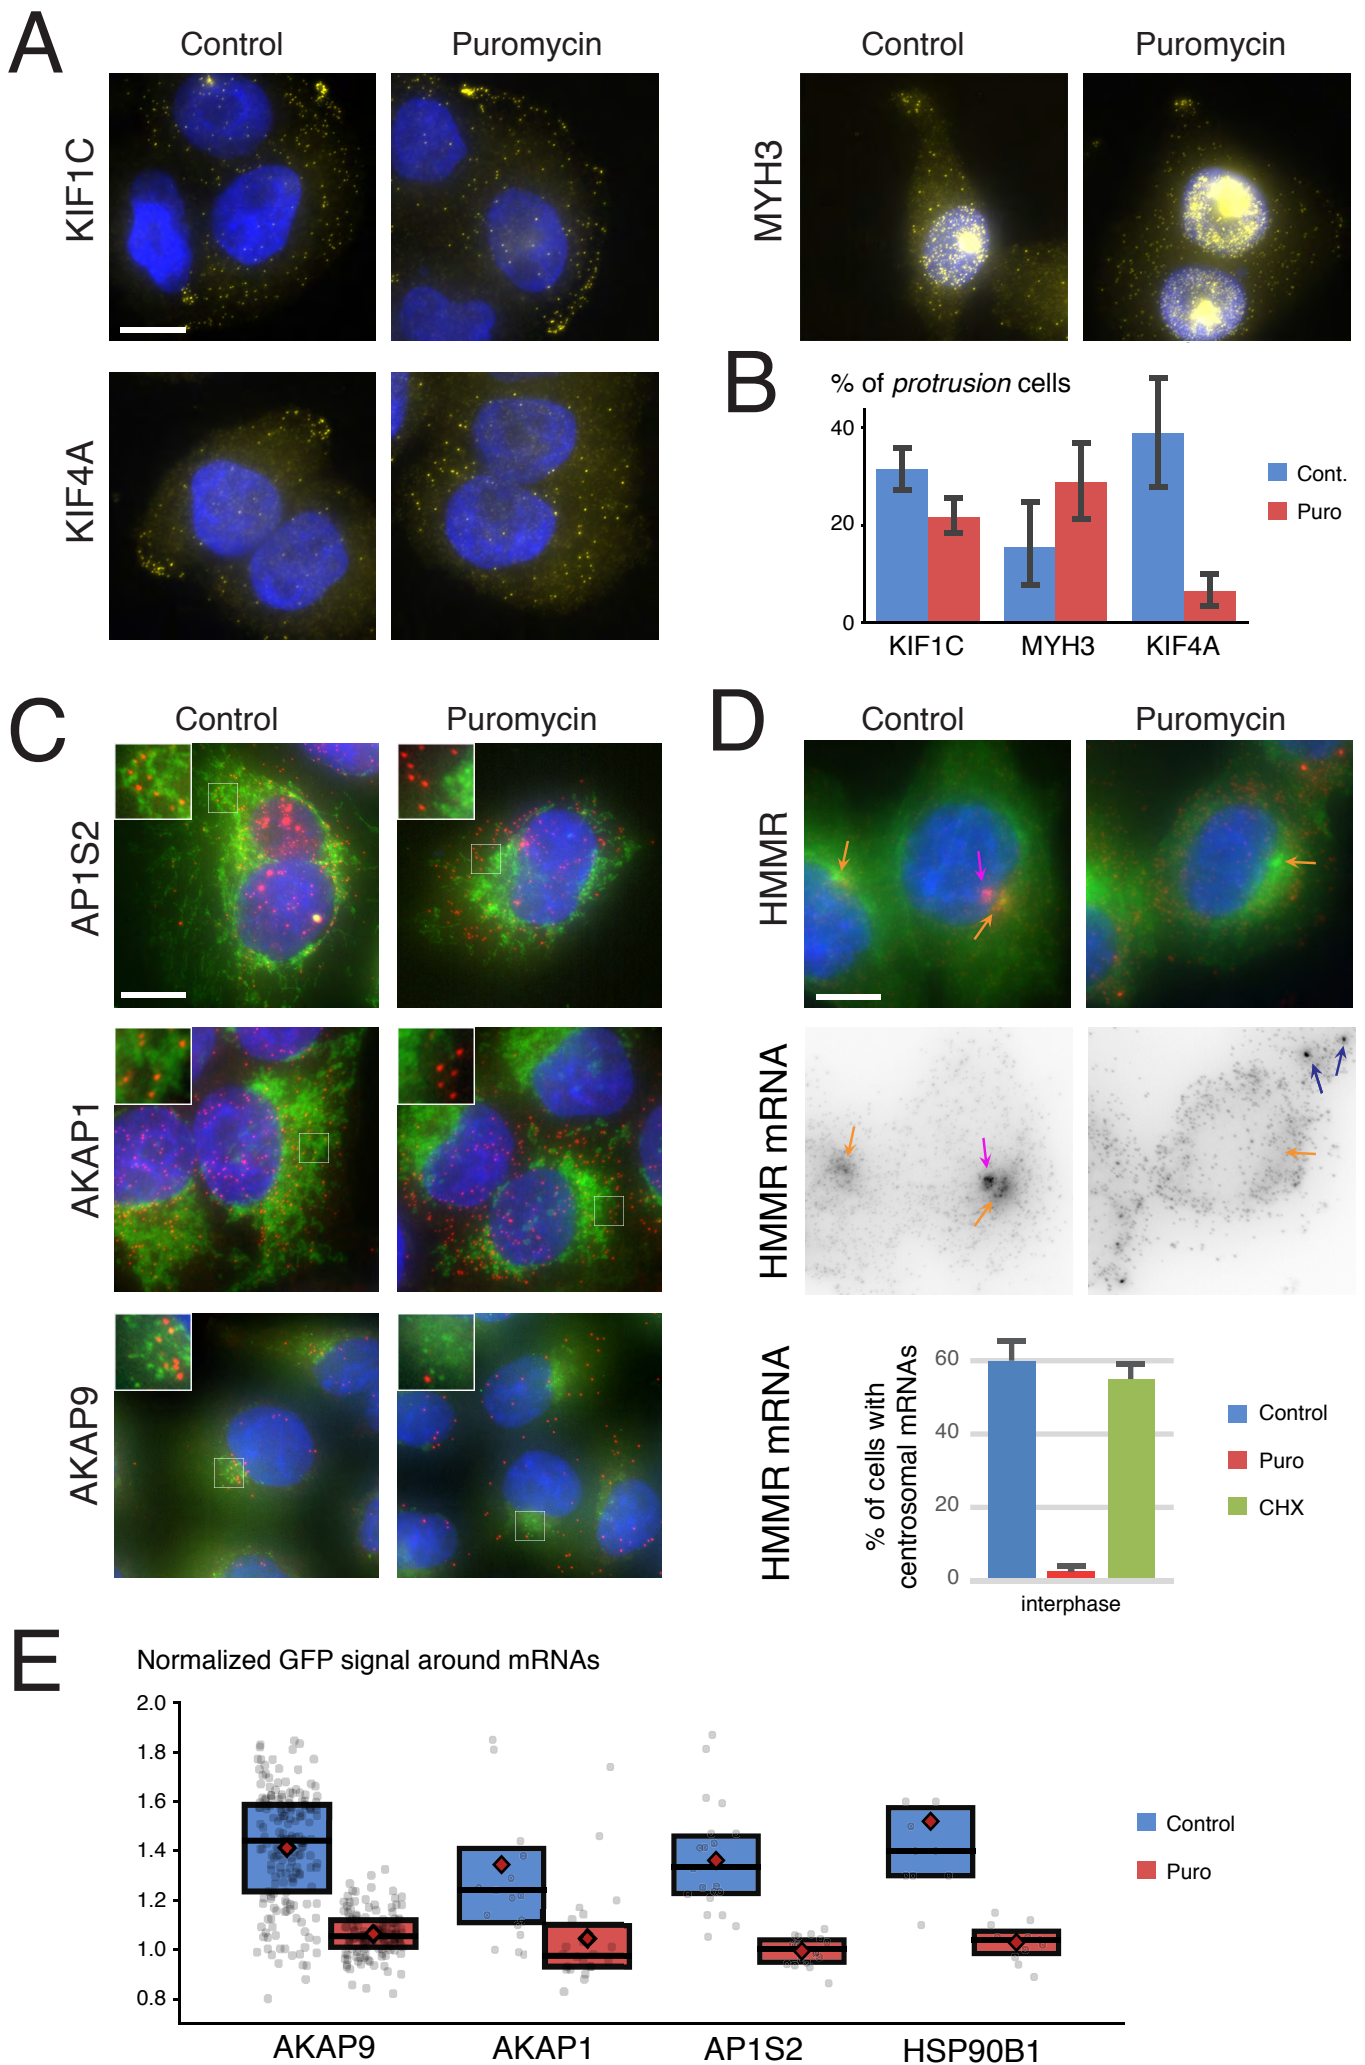 A
Control
Puromycin
Control
Puromycin
KIF1C
MYH3
KIF4A
B
% of protrusion cells
40
20
0
KIF1C
MYH3
KIF4A
Cont.
Puro
C
Control
Puromycin
AP1S2
AKAP1
AKAP9
D
Control
Puromycin
HMMR
HMMR mRNA
HMMR mRNA
% of cells with
centrosomal mRNAs
60
40
20
0
interphase
Control
Puro
CHX
E
Normalized GFP signal around mRNAs
2.0
1.8
1.6
1.4
1.2
1.0
0.8
AKAP9
AKAP1
AP1S2
HSP90B1
Control
Puro